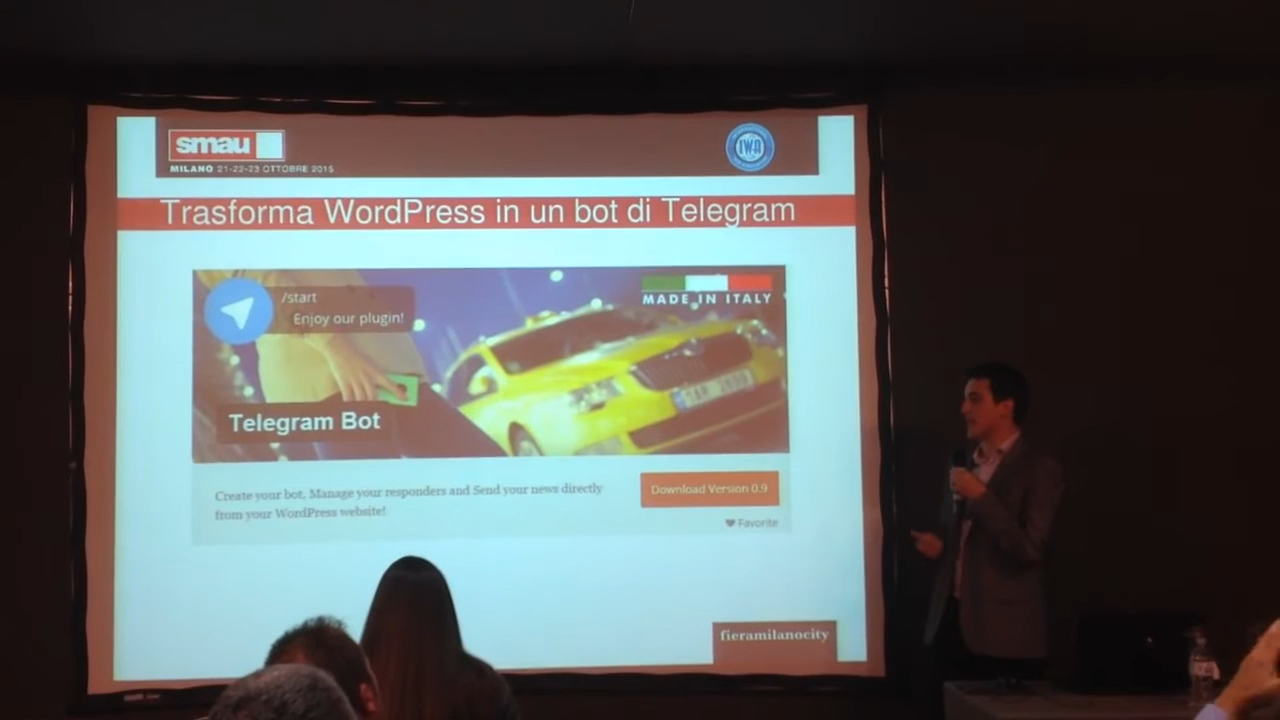 smau
MILANO 21-22-23 OTTOBRE 2015
IWA
Trasforma WordPress in un bot di Telegram
/start
Enjoy our plugin!
MADE IN ITALY
Telegram Bot
Create your bot, Manage your responders and Send your news directly
from your WordPress website!
Download Version 0.9
Favorite
fieramilanocity